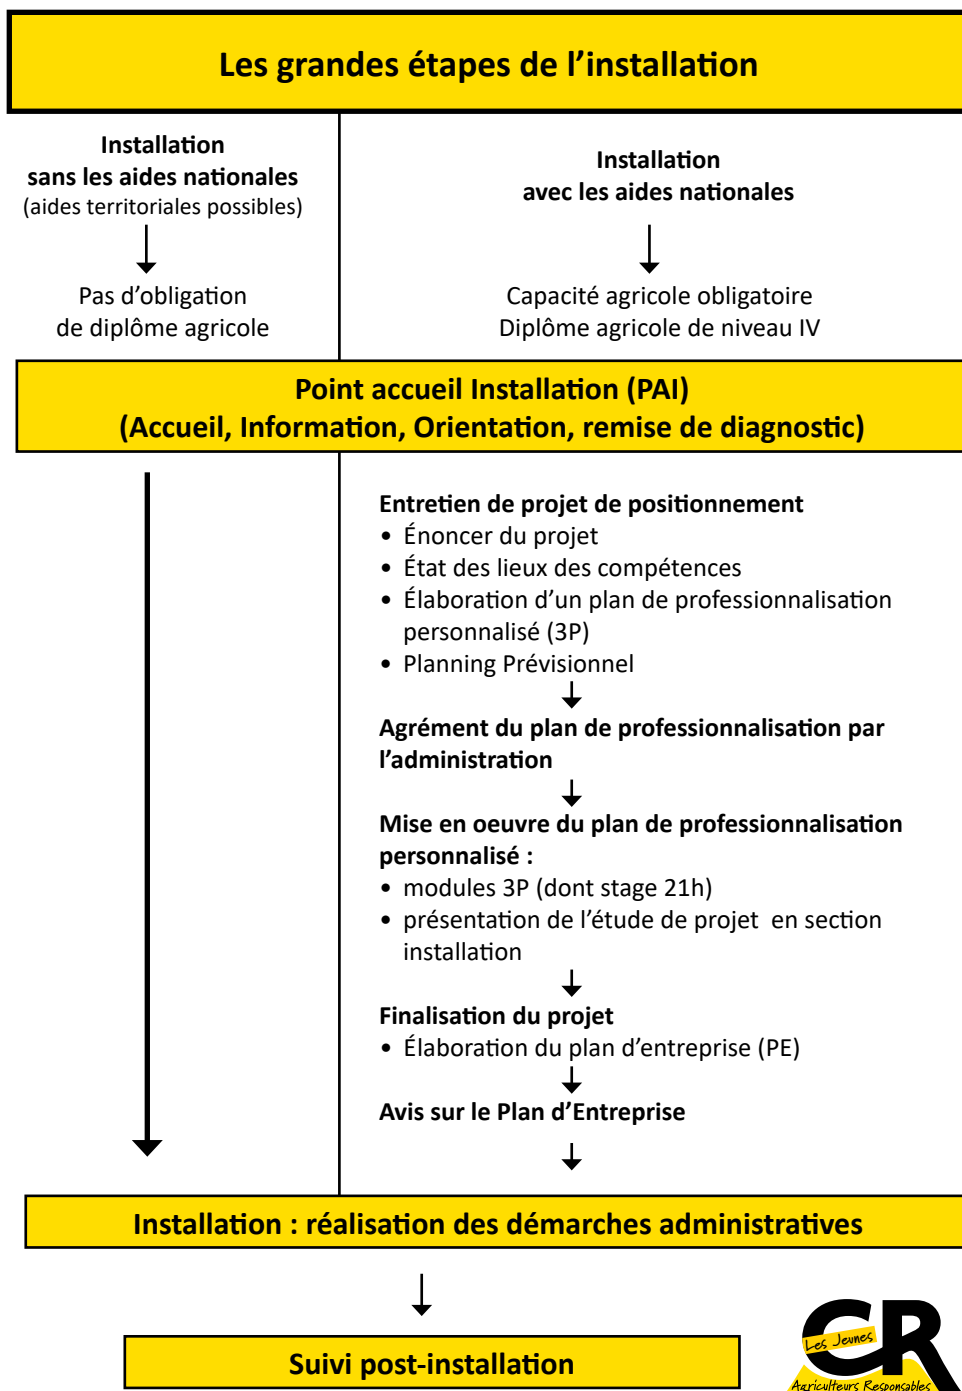 Les grandes étapes de l’installation
Installation
sans les aides nationales
(aides territoriales possibles)
Pas d’obligation
de diplôme agricole
Installation
avec les aides nationales
Capacité agricole obligatoire
Diplôme agricole de niveau IV
Point accueil Installation (PAI)
(Accueil, Information, Orientation, remise de diagnostic)
Entretien de projet de positionnement
• Énoncer du projet
• État des lieux des compétences
• Élaboration d’un plan de professionnalisation
personnalisé (3P)
• Planning Prévisionnel
Agrément du plan de professionnalisation par
l’administration
Mise en oeuvre du plan de professionnalisation
personnalisé :
• modules 3P (dont stage 21h)
• présentation de l’étude de projet en section
installation
Finalisation du projet
• Élaboration du plan d’entreprise (PE)
Avis sur le Plan d’Entreprise
Installation : réalisation des démarches administratives
Suivi post-installation
CR
Les Jeunes
Agriculteurs Responsables